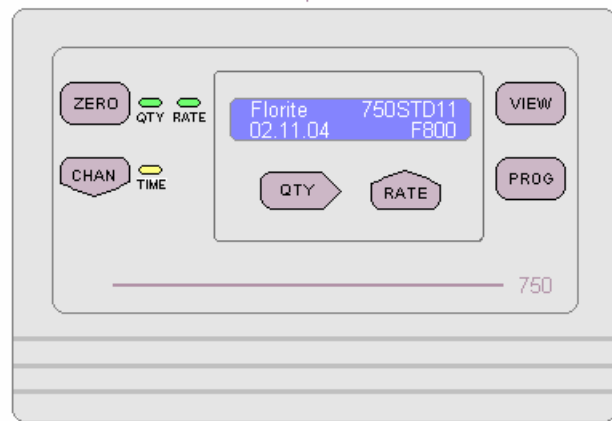 ZERO
QTY RATE
CHAN
TIME
Florite 750STD11
02.11.04 F800
QTY
RATE
VIEW
PROG
750